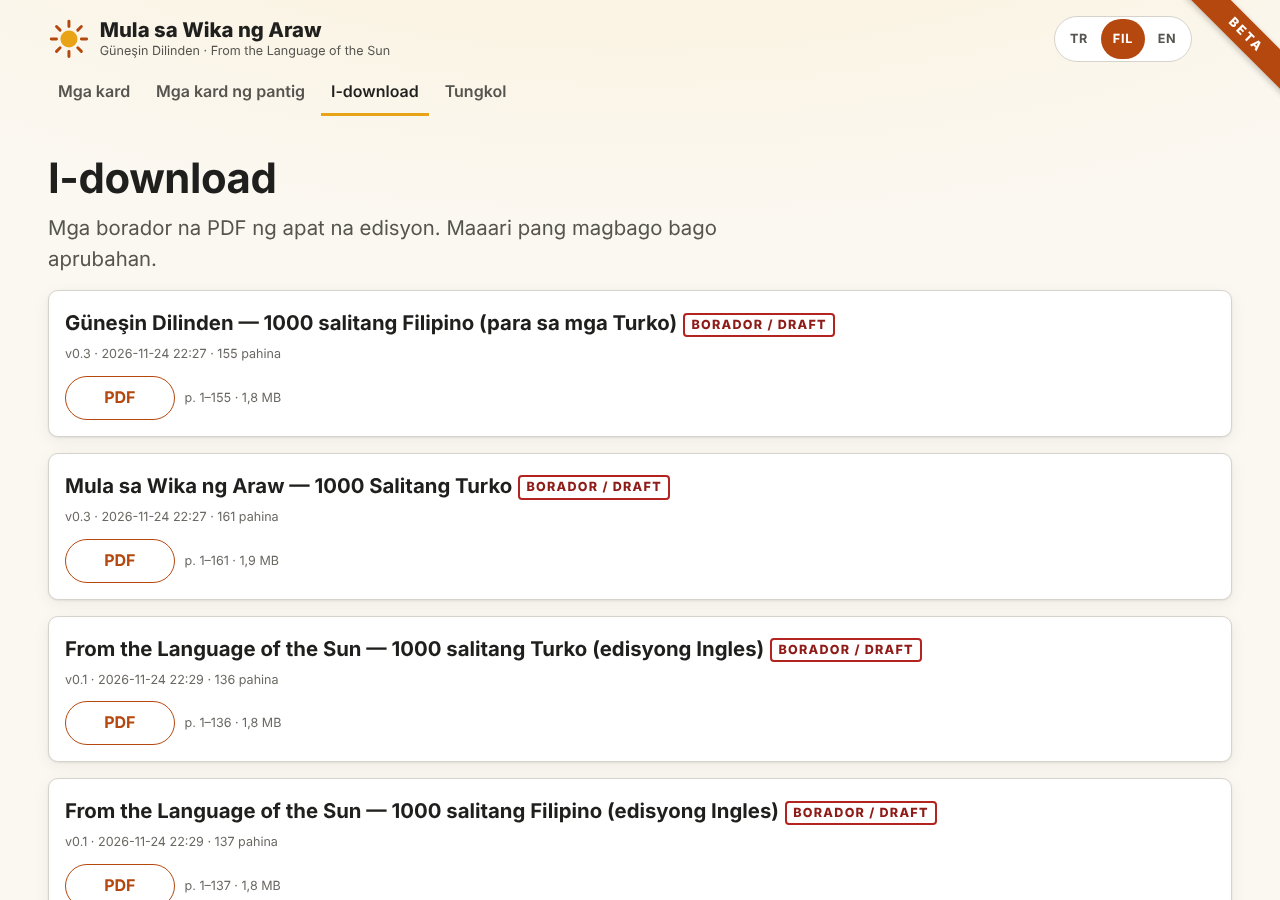 Mula sa Wika ng Araw
Güneşin Dilinden · From the Language of the Sun
TR FIL EN
BETA
Mga kard Mga kard ng pantig I-download Tungkol
I-download
Mga borador na PDF ng apat na edisyon. Maaari pang magbago bago
aprubahan.
Güneşin Dilinden — 1000 salitang Filipino (para sa mga Turko) BORADOR / DRAFT
v0.3 · 2026-11-24 22:27 · 155 pahina
PDF p. 1–155 · 1,8 MB
Mula sa Wika ng Araw — 1000 Salitang Turko BORADOR / DRAFT
v0.3 · 2026-11-24 22:27 · 161 pahina
PDF p. 1–161 · 1,9 MB
From the Language of the Sun — 1000 salitang Turko (edisyong Ingles) BORADOR / DRAFT
v0.1 · 2026-11-24 22:29 · 136 pahina
PDF p. 1–136 · 1,8 MB
From the Language of the Sun — 1000 salitang Filipino (edisyong Ingles) BORADOR / DRAFT
v0.1 · 2026-11-24 22:29 · 137 pahina
PDF p. 1–137 · 1,8 MB